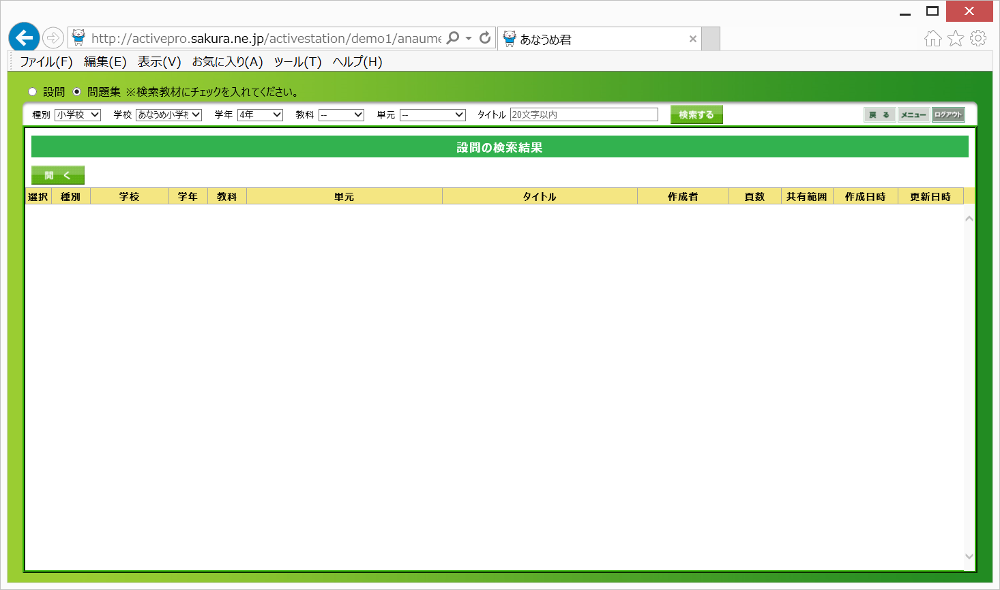 http://activepro.sakura.ne.jp/activestation/demo1/anaume
あなうめ君
ファイル(F) 編集(E) 表示(V) お気に入り(A) ツール(T) ヘルプ(H)
設問 問題集 ※検索教材にチェックを入れてください。
種別 小学校 学校 あなうめ小学校 学年 4年 教科 -- 単元 -- タイトル 20文字以内 検索する 戻 る メニュー ログアウト
設問の検索結果
開 く
選択 種別 学校 学年 教科 単元 タイトル 作成者 頁数 共有範囲 作成日時 更新日時